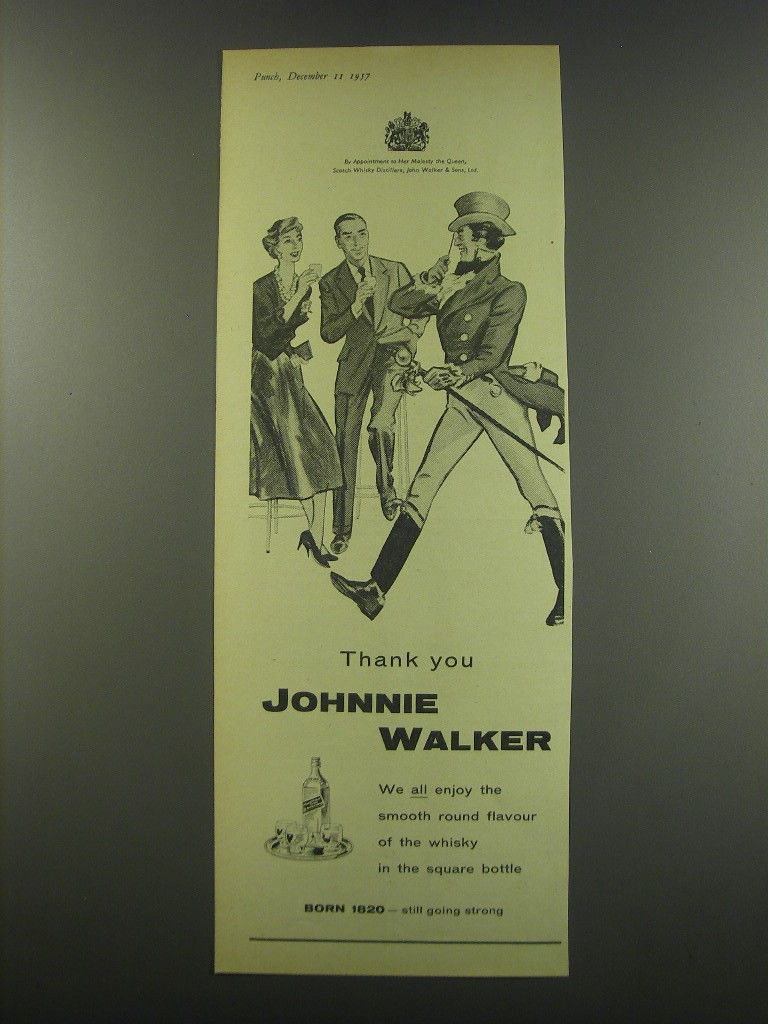 Punch, December 11 1957
By Appointment to Her Majesty the Queen,
Scotch Whisky Distillers, John Walker & Sons, Ltd.
Thank you
JOHNNIE
WALKER
We all enjoy the
smooth round flavour
of the whisky
in the square bottle
BORN 1820 — still going strong